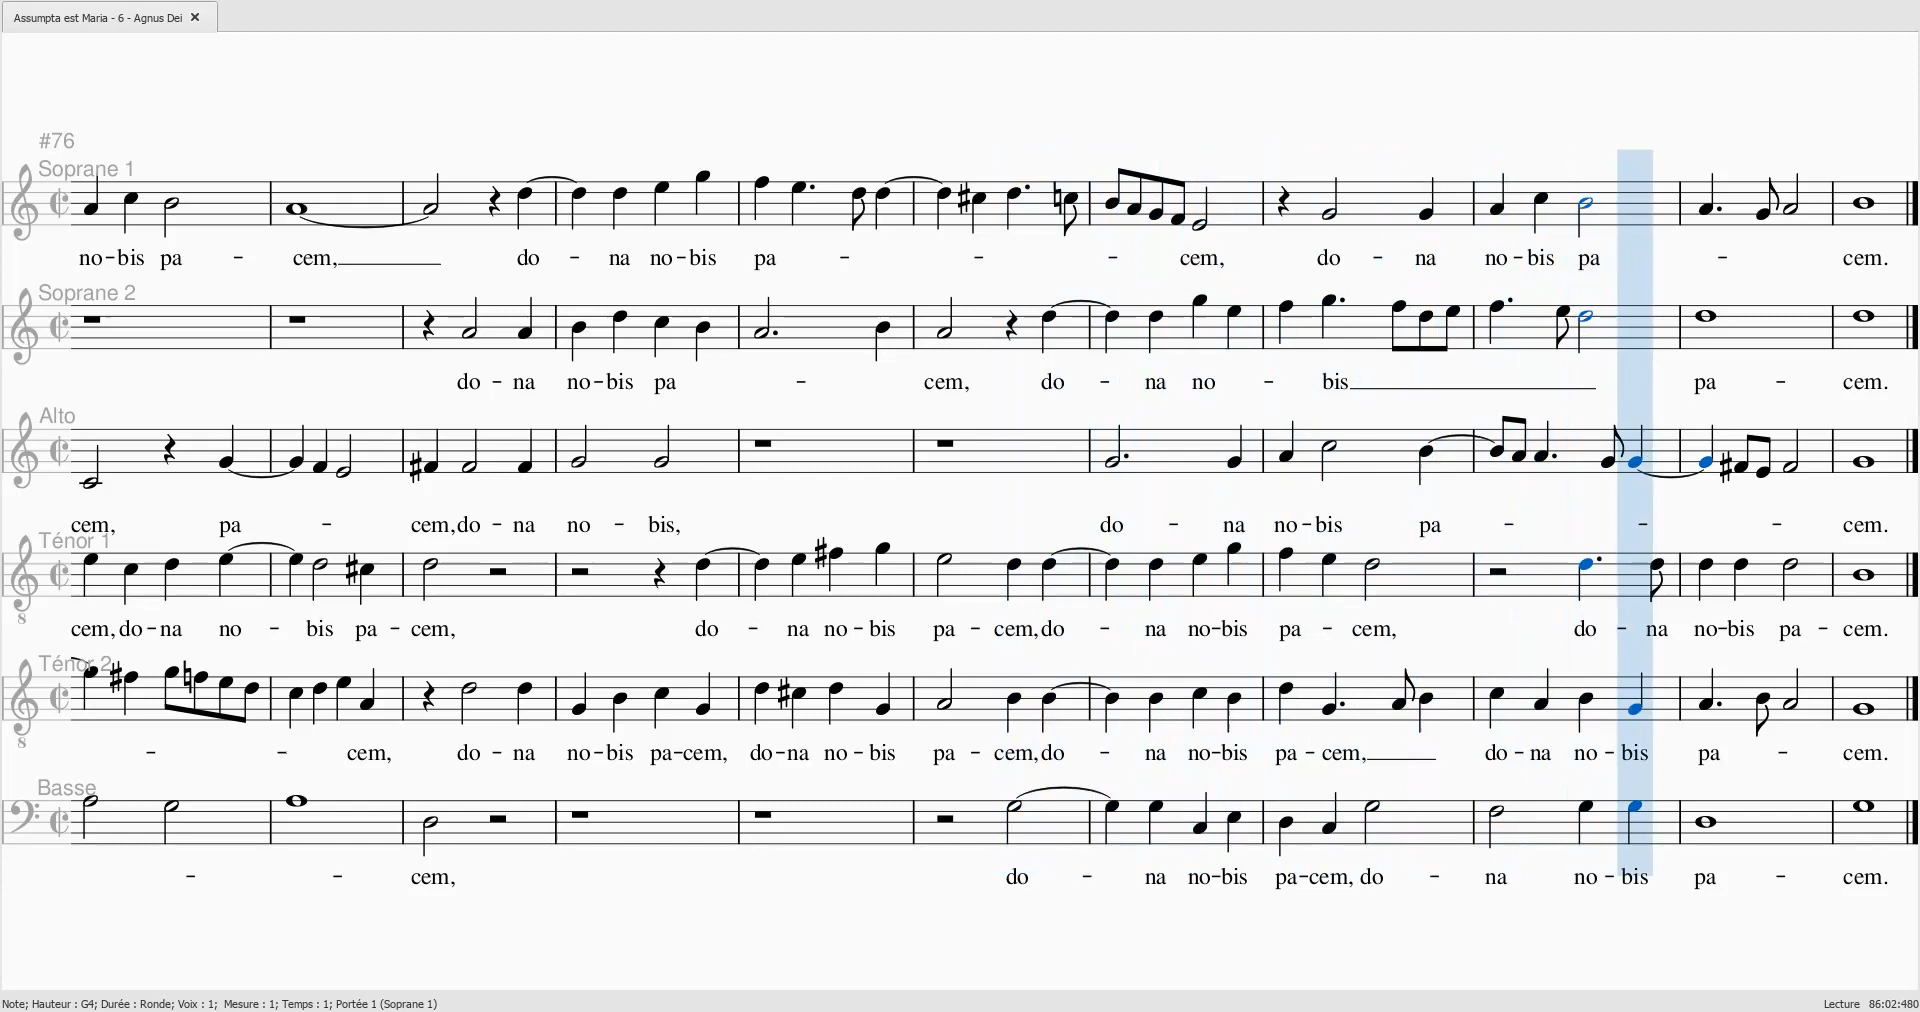 Assumpta est Maria - 6 - Agnus Dei ✕
#76
Soprane 1
no-bis pa - cem,____ do - na no-bis pa - - - - cem, do - na no-bis pa - cem.
Soprane 2
do - na no-bis pa - cem, do - na no - bis____ pa - cem.
Alto
cem, pa - cem, do - na no - bis, do - na no-bis pa - - - cem.
Ténor 1
8
cem, do-na no - bis pa - cem, do - na no-bis pa - cem, do - na no-bis pa - cem, do - na no-bis pa - cem.
Ténor 2
8
- - cem, do - na no-bis pa-cem, do-na no-bis pa - cem, do - na no-bis pa-cem,____ do-na no-bis pa - cem.
Basse
- - cem, do - na no-bis pa-cem, do - na no-bis pa - cem.
Note; Hauteur : G4; Durée : Ronde; Voix : 1; Mesure : 1; Temps : 1; Portée 1 (Soprane 1)
Lecture 86:02:480